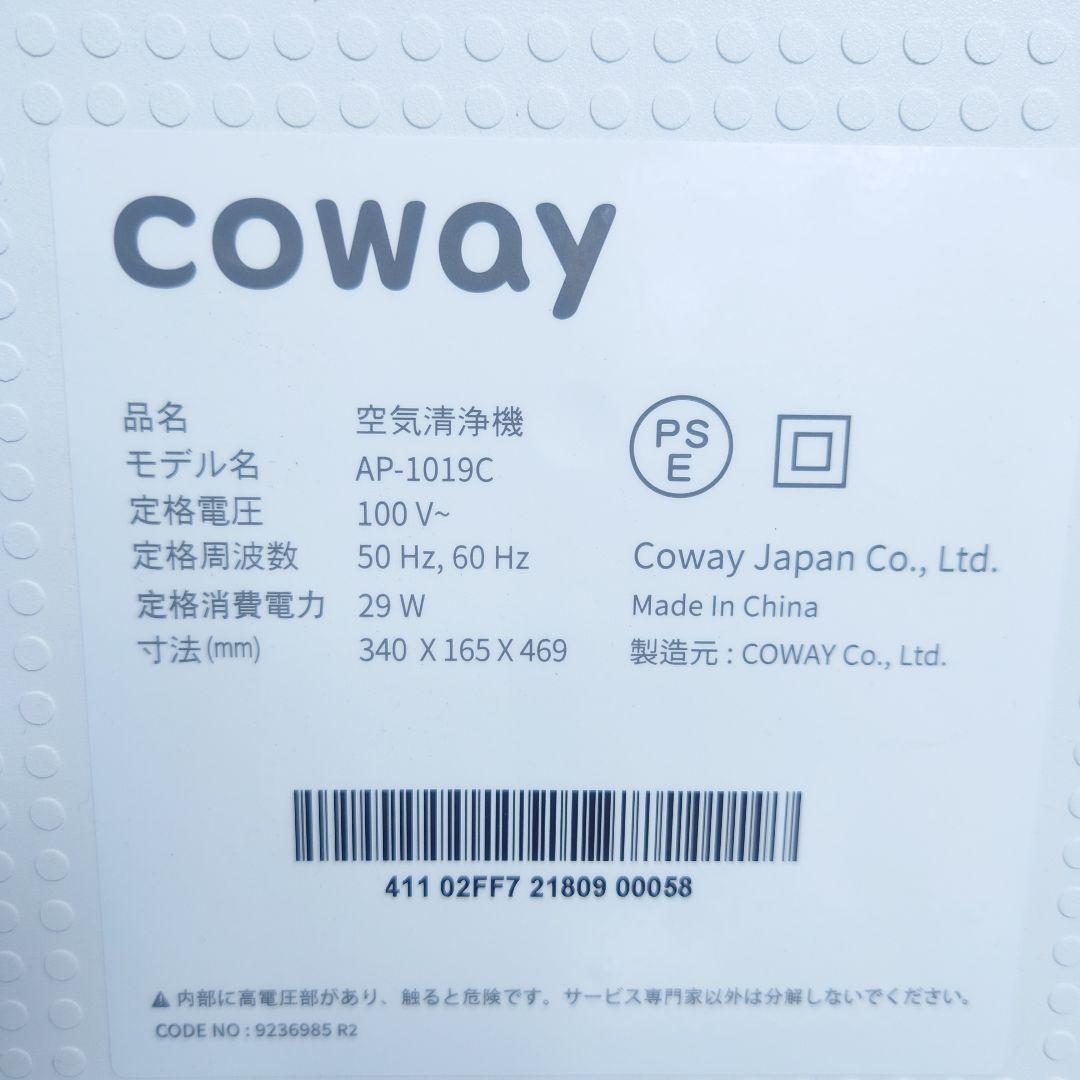 coway
品名 空気清浄機
モデル名 AP-1019C
定格電圧 100 V~
定格周波数 50 Hz, 60 Hz
定格消費電力 29 W
寸法(mm) 340 X 165 X 469
PS
E
Coway Japan Co., Ltd.
Made In China
製造元 : COWAY Co., Ltd.
411 02FF7 21809 00058
⚠ 内部に高電圧部があり、触ると危険です。サービス専門家以外は分解しないでください。
CODE NO : 9236985 R2